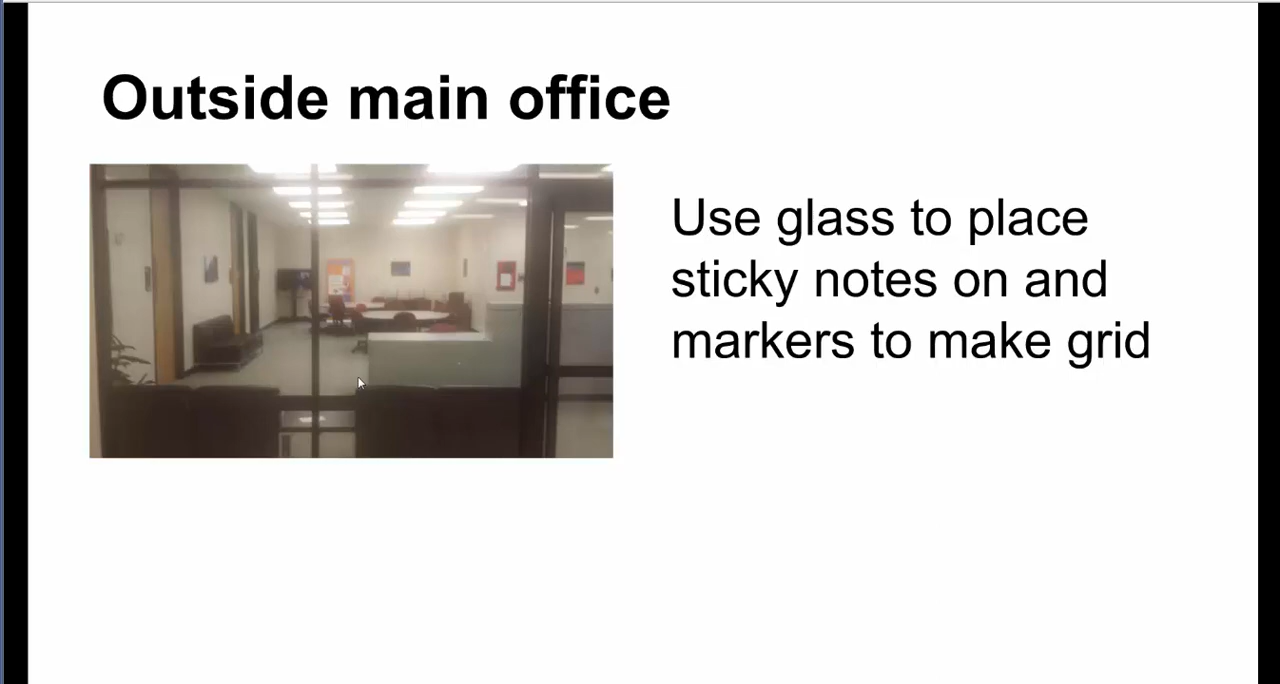 Outside main office
Use glass to place
sticky notes on and
markers to make grid